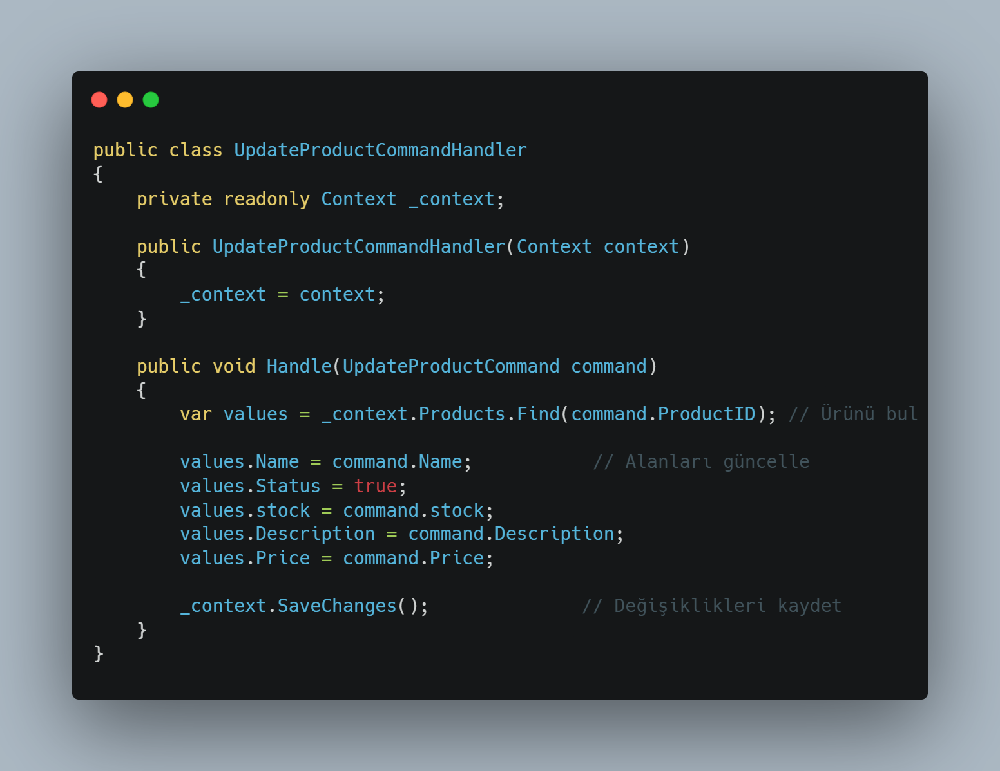 public class UpdateProductCommandHandler
{
    private readonly Context _context;

    public UpdateProductCommandHandler(Context context)
    {
        _context = context;
    }

    public void Handle(UpdateProductCommand command)
    {
        var values = _context.Products.Find(command.ProductID); // Ürünü bul

        values.Name = command.Name;           // Alanları güncelle
        values.Status = true;
        values.stock = command.stock;
        values.Description = command.Description;
        values.Price = command.Price;

        _context.SaveChanges();              // Değişiklikleri kaydet
    }
}